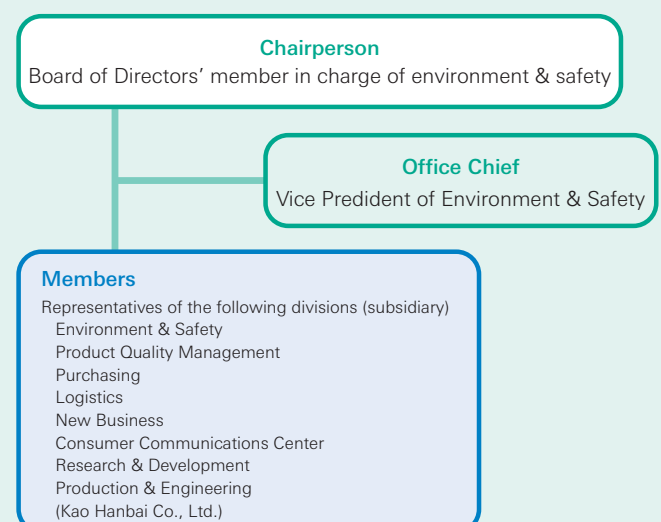 Chairperson
Board of Directors’ member in charge of environment & safety
Office Chief
Vice Predident of Environment & Safety
Members
Representatives of the following divisions (subsidiary)
Environment & Safety
Product Quality Management
Purchasing
Logistics
New Business
Consumer Communications Center
Research & Development
Production & Engineering
(Kao Hanbai Co., Ltd.)